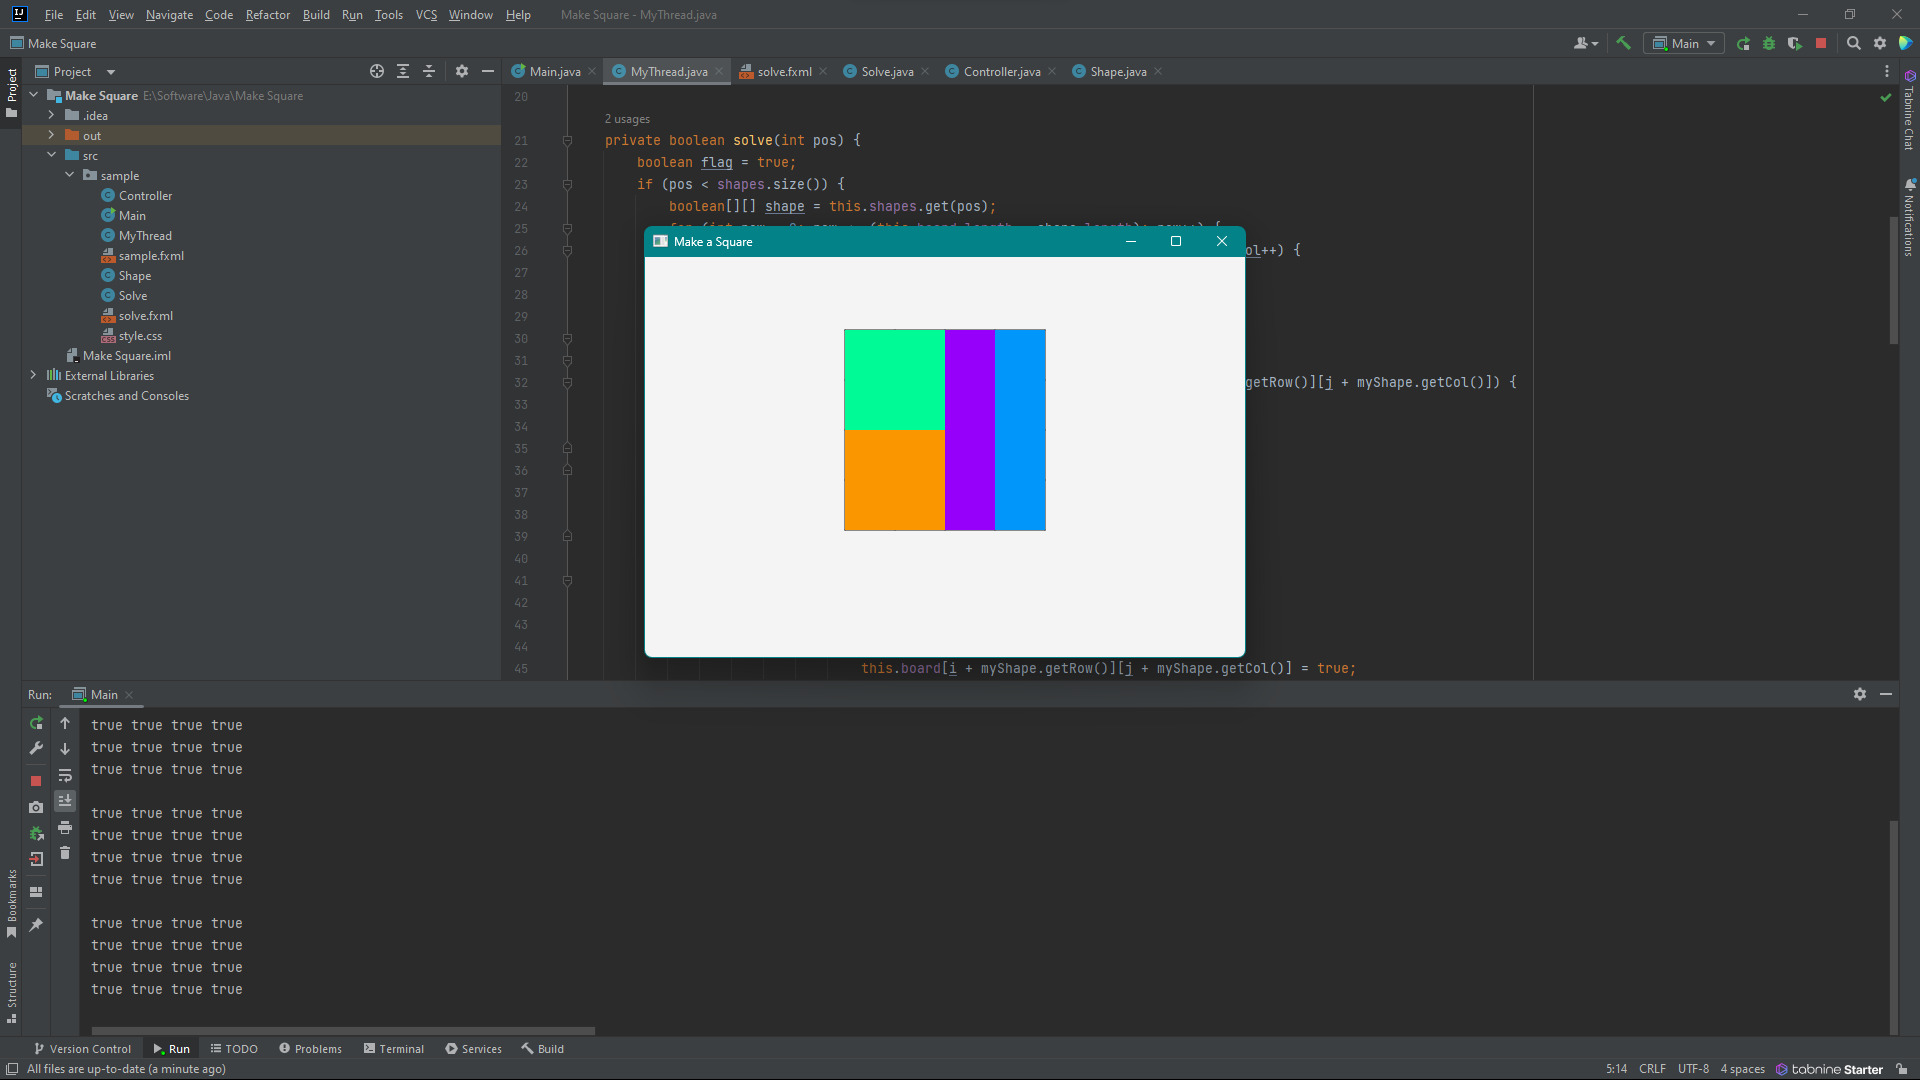 File Edit View Navigate Code Refactor Build Run Tools VCS Window Help Make Square - MyThread.java
Make Square
Main
Project
Project
Main.java MyThread.java solve.fxml Solve.java Controller.java Shape.java
Make Square E:\Software\Java\Make Square
.idea
out
src
sample
Controller
Main
MyThread
sample.fxml
Shape
Solve
solve.fxml
style.css
Make Square.iml
External Libraries
Scratches and Consoles
20
2 usages
21 private boolean solve(int pos) {
22 boolean flag = true;
23 if (pos < shapes.size()) {
24 boolean[][] shape = this.shapes.get(pos);
25
26 ol++) {
27
28
29
30
31
32 getRow()][j + myShape.getCol()]) {
33
34
35
36
37
38
39
40
41
42
43
44
45 this.board[i + myShape.getRow()][j + myShape.getCol()] = true;
Make a Square
Tabnine Chat
Notifications
Run: Main
true true true true
true true true true
true true true true
true true true true
true true true true
true true true true
true true true true
true true true true
true true true true
true true true true
true true true true
Bookmarks
Structure
Version Control Run TODO Problems Terminal Services Build
All files are up-to-date (a minute ago) 5:14 CRLF UTF-8 4 spaces tabnine Starter